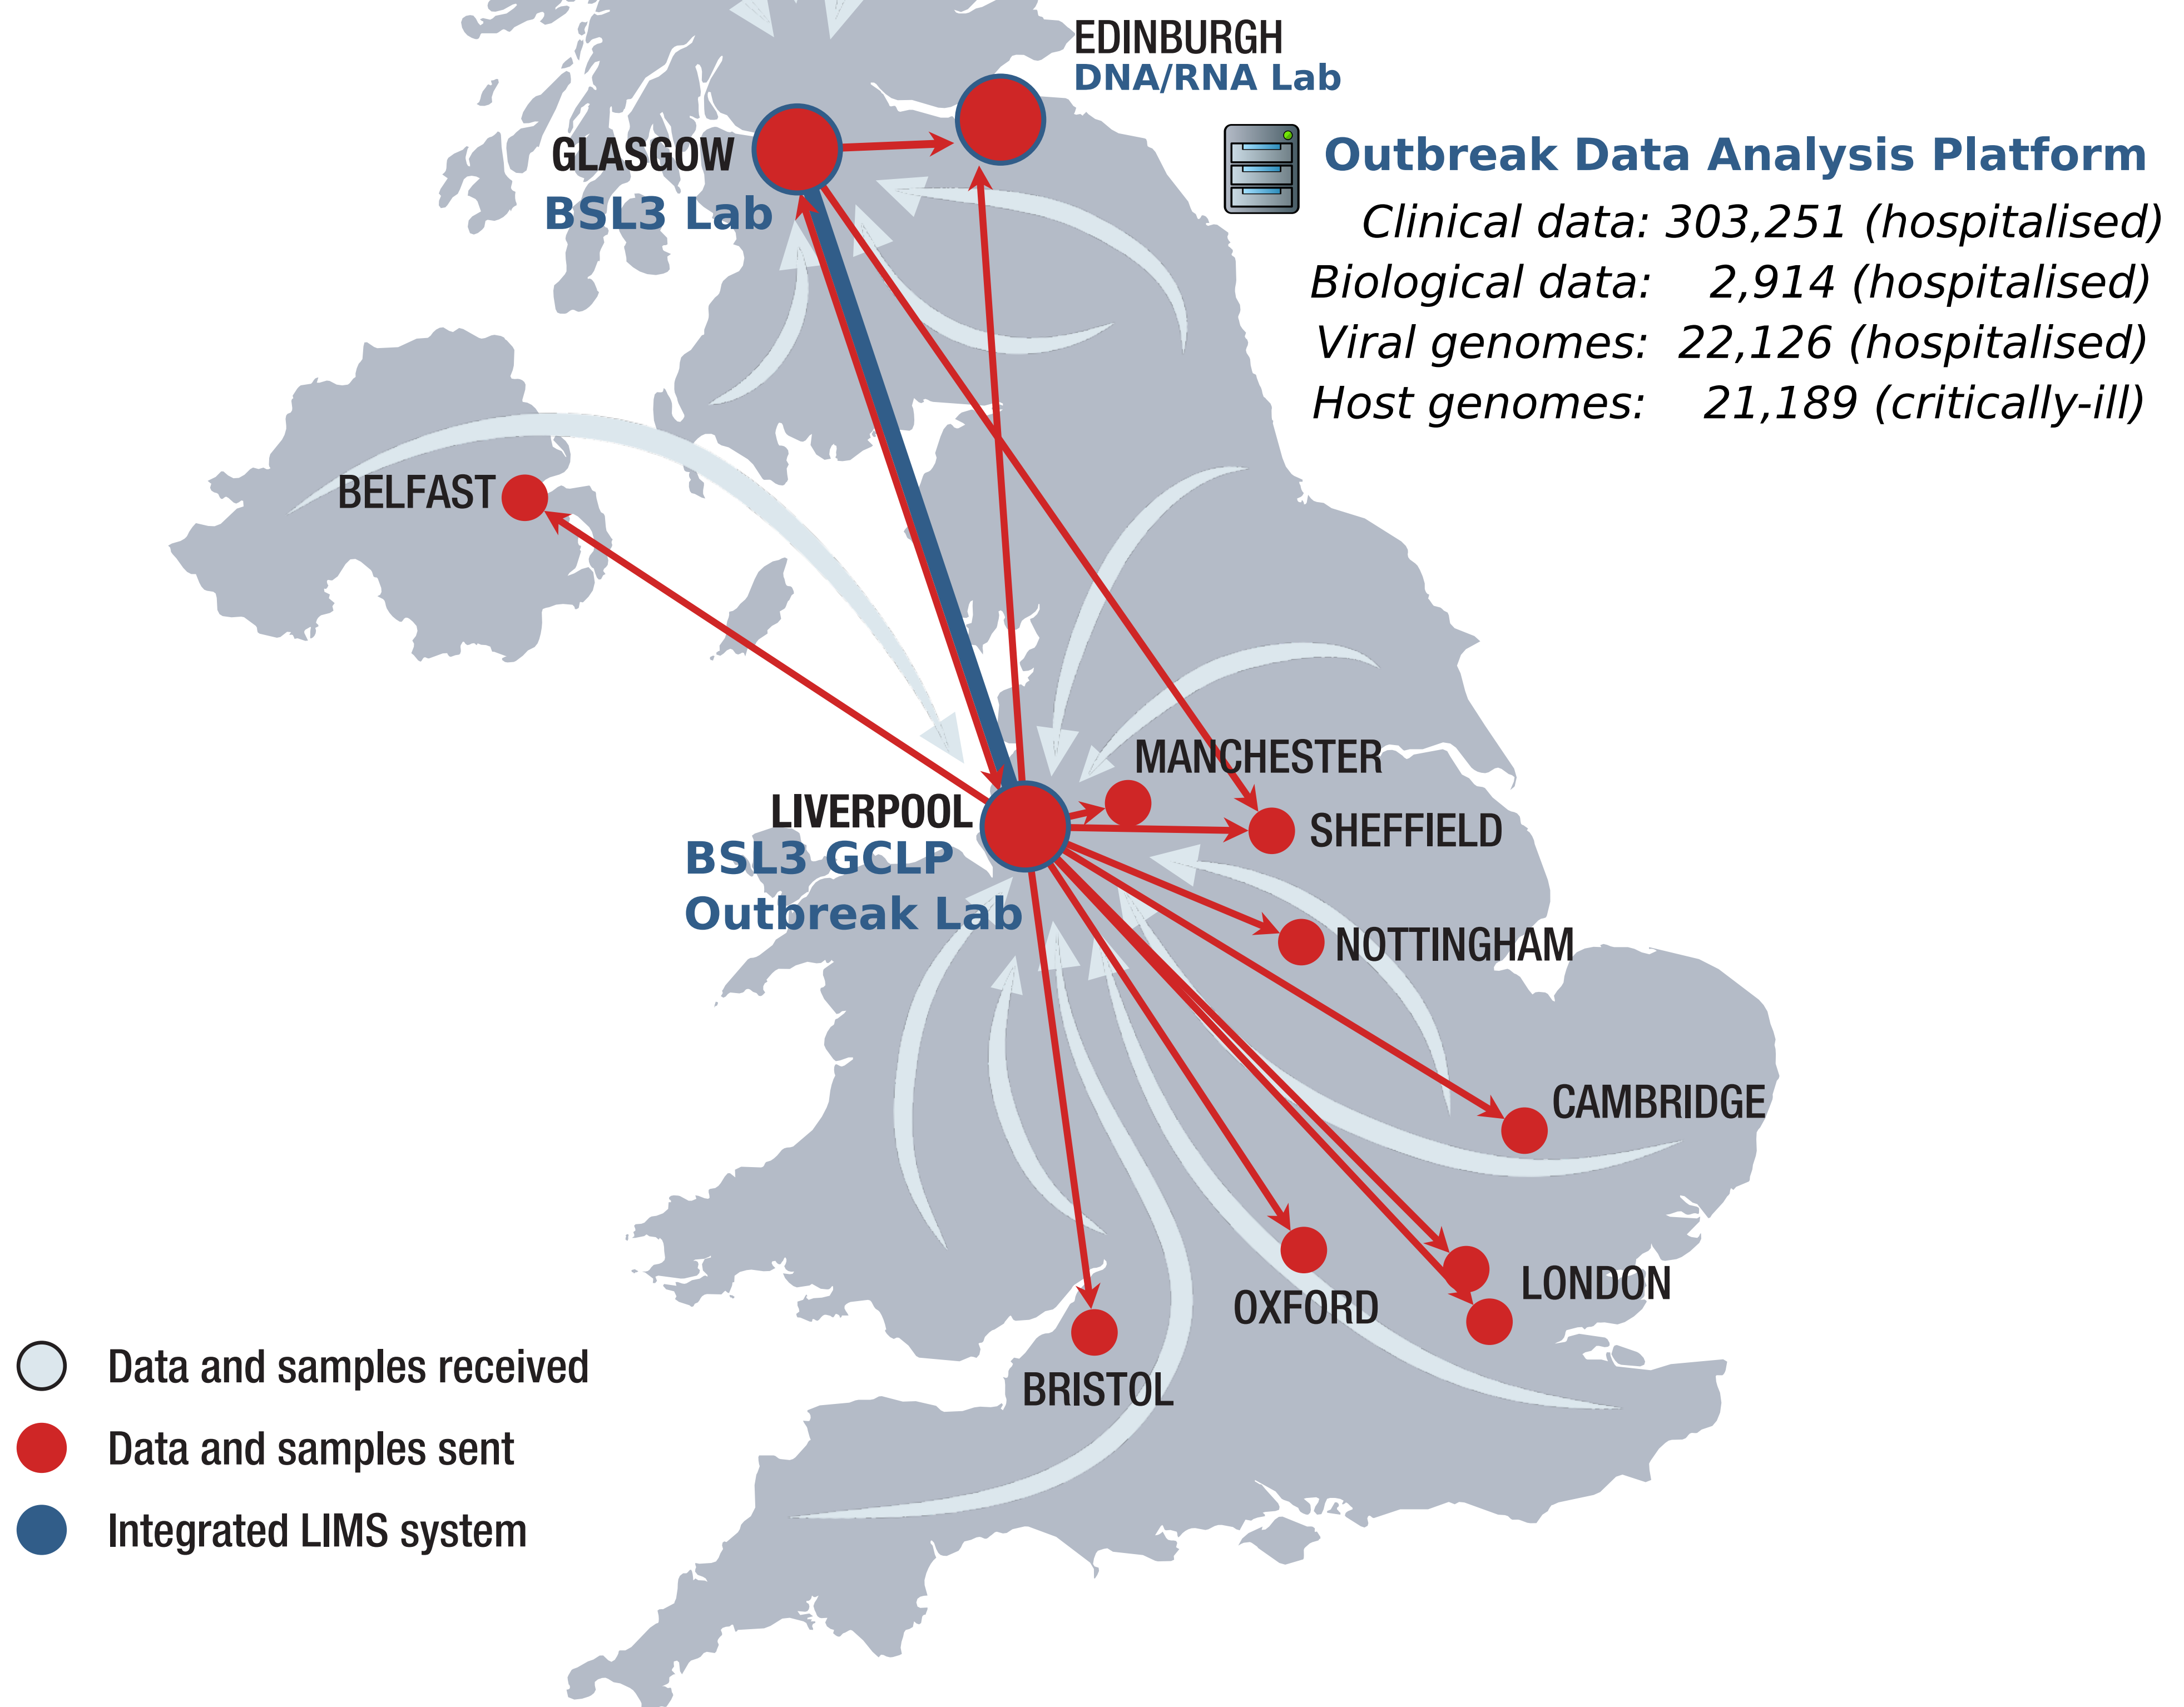 EDINBURGH
DNA/RNA Lab
GLASGOW
BSL3 Lab
Outbreak Data Analysis Platform
Clinical data: 303,251 (hospitalised)
Biological data: 2,914 (hospitalised)
Viral genomes: 22,126 (hospitalised)
Host genomes: 21,189 (critically-ill)
BELFAST
MANCHESTER
LIVERPOOL
BSL3 GCLP
Outbreak Lab
SHEFFIELD
NOTTINGHAM
CAMBRIDGE
LONDON
OXFORD
BRISTOL
Data and samples received
Data and samples sent
Integrated LIMS system